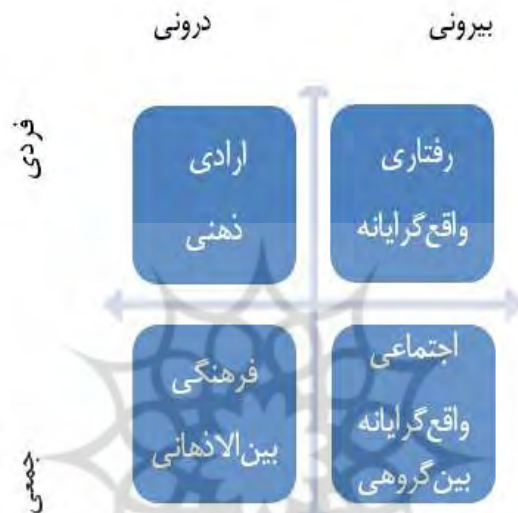 بیرونی
درونی
فردی
رفتاری
واقع‌گرایانه
ارادی
ذهنی
جمعی
اجتماعی
واقع‌گرایانه
بین‌گروهی
فرهنگی
بین‌الاذهانی